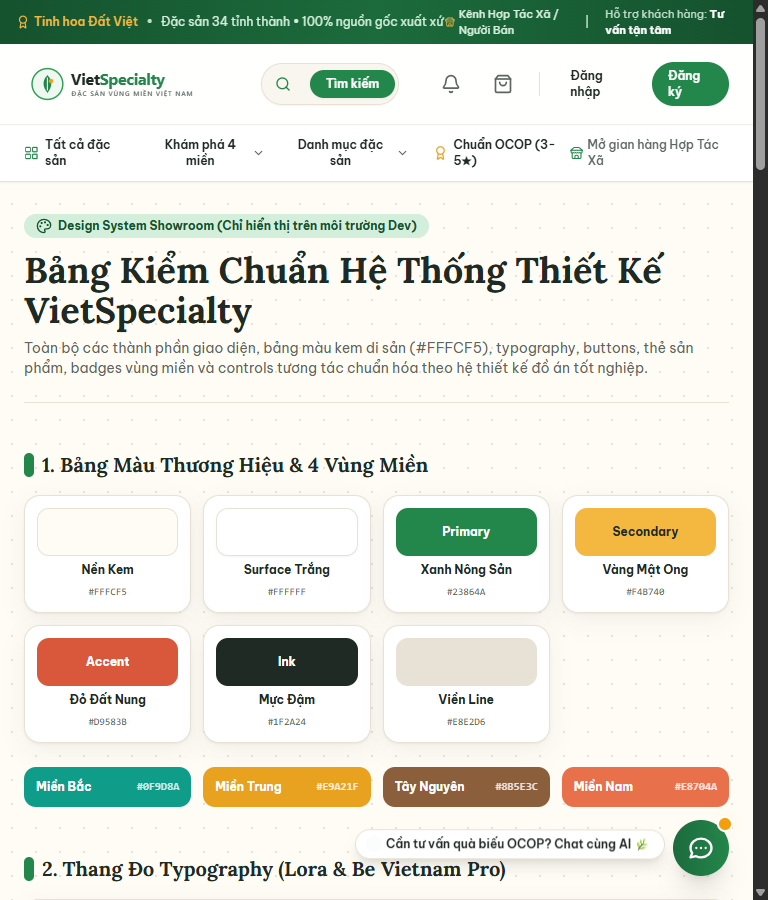 Tinh hoa Đất Việt • Đặc sản 34 tỉnh thành • 100% nguồn gốc xuất xứ
Kênh Hợp Tác Xã /
Người Bán
|
Hỗ trợ khách hàng: Tư
vấn tận tâm
VietSpecialty
ĐẶC SẢN VÙNG MIỀN VIỆT NAM
Tìm kiếm
Đăng
nhập
Đăng
ký
Tất cả đặc
sản
Khám phá 4
miền
Danh mục đặc
sản
Chuẩn OCOP (3-
5★)
Mở gian hàng Hợp Tác
Xã
Design System Showroom (Chỉ hiển thị trên môi trường Dev)
Bảng Kiểm Chuẩn Hệ Thống Thiết Kế
VietSpecialty
Toàn bộ các thành phần giao diện, bảng màu kem di sản (#FFFCF5), typography, buttons, thẻ sản
phẩm, badges vùng miền và controls tương tác chuẩn hóa theo hệ thiết kế đồ án tốt nghiệp.
1. Bảng Màu Thương Hiệu & 4 Vùng Miền
Nền Kem
#FFFCF5
Surface Trắng
#FFFFFF
Primary
Xanh Nông Sản
#23864A
Secondary
Vàng Mật Ong
#F4B740
Accent
Đỏ Đất Nung
#D9583B
Ink
Mực Đậm
#1F2A24
Viền Line
#E8E2D6
Miền Bắc #0F9D8A
Miền Trung #E9A21F
Tây Nguyên #8B5E3C
Miền Nam #E8704A
Cần tư vấn quà biếu OCOP? Chat cùng AI 🌿
2. Thang Đo Typography (Lora & Be Vietnam Pro)